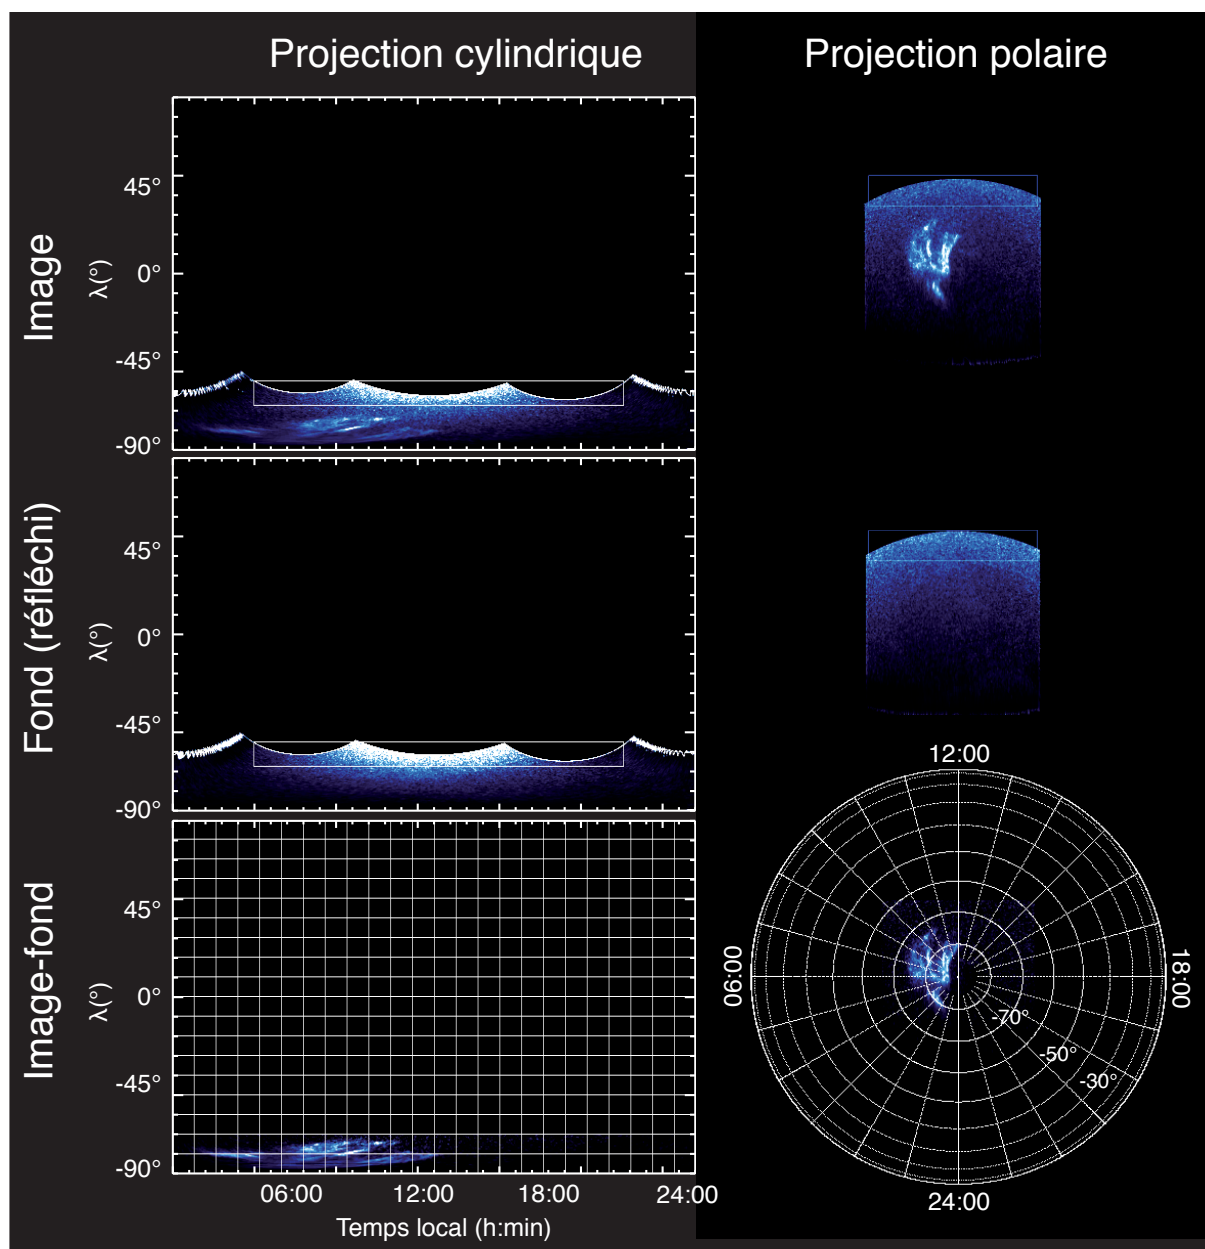 Projection cylindrique
Projection polaire
Image
λ(°)
45°
0°
-45°
-90°
Fond (réfléchi)
λ(°)
45°
0°
-45°
-90°
Image-fond
λ(°)
45°
0°
-45°
-90°
06:00
12:00
18:00
24:00
Temps local (h:min)
12:00
06:00
18:00
-70°
-50°
-30°
24:00